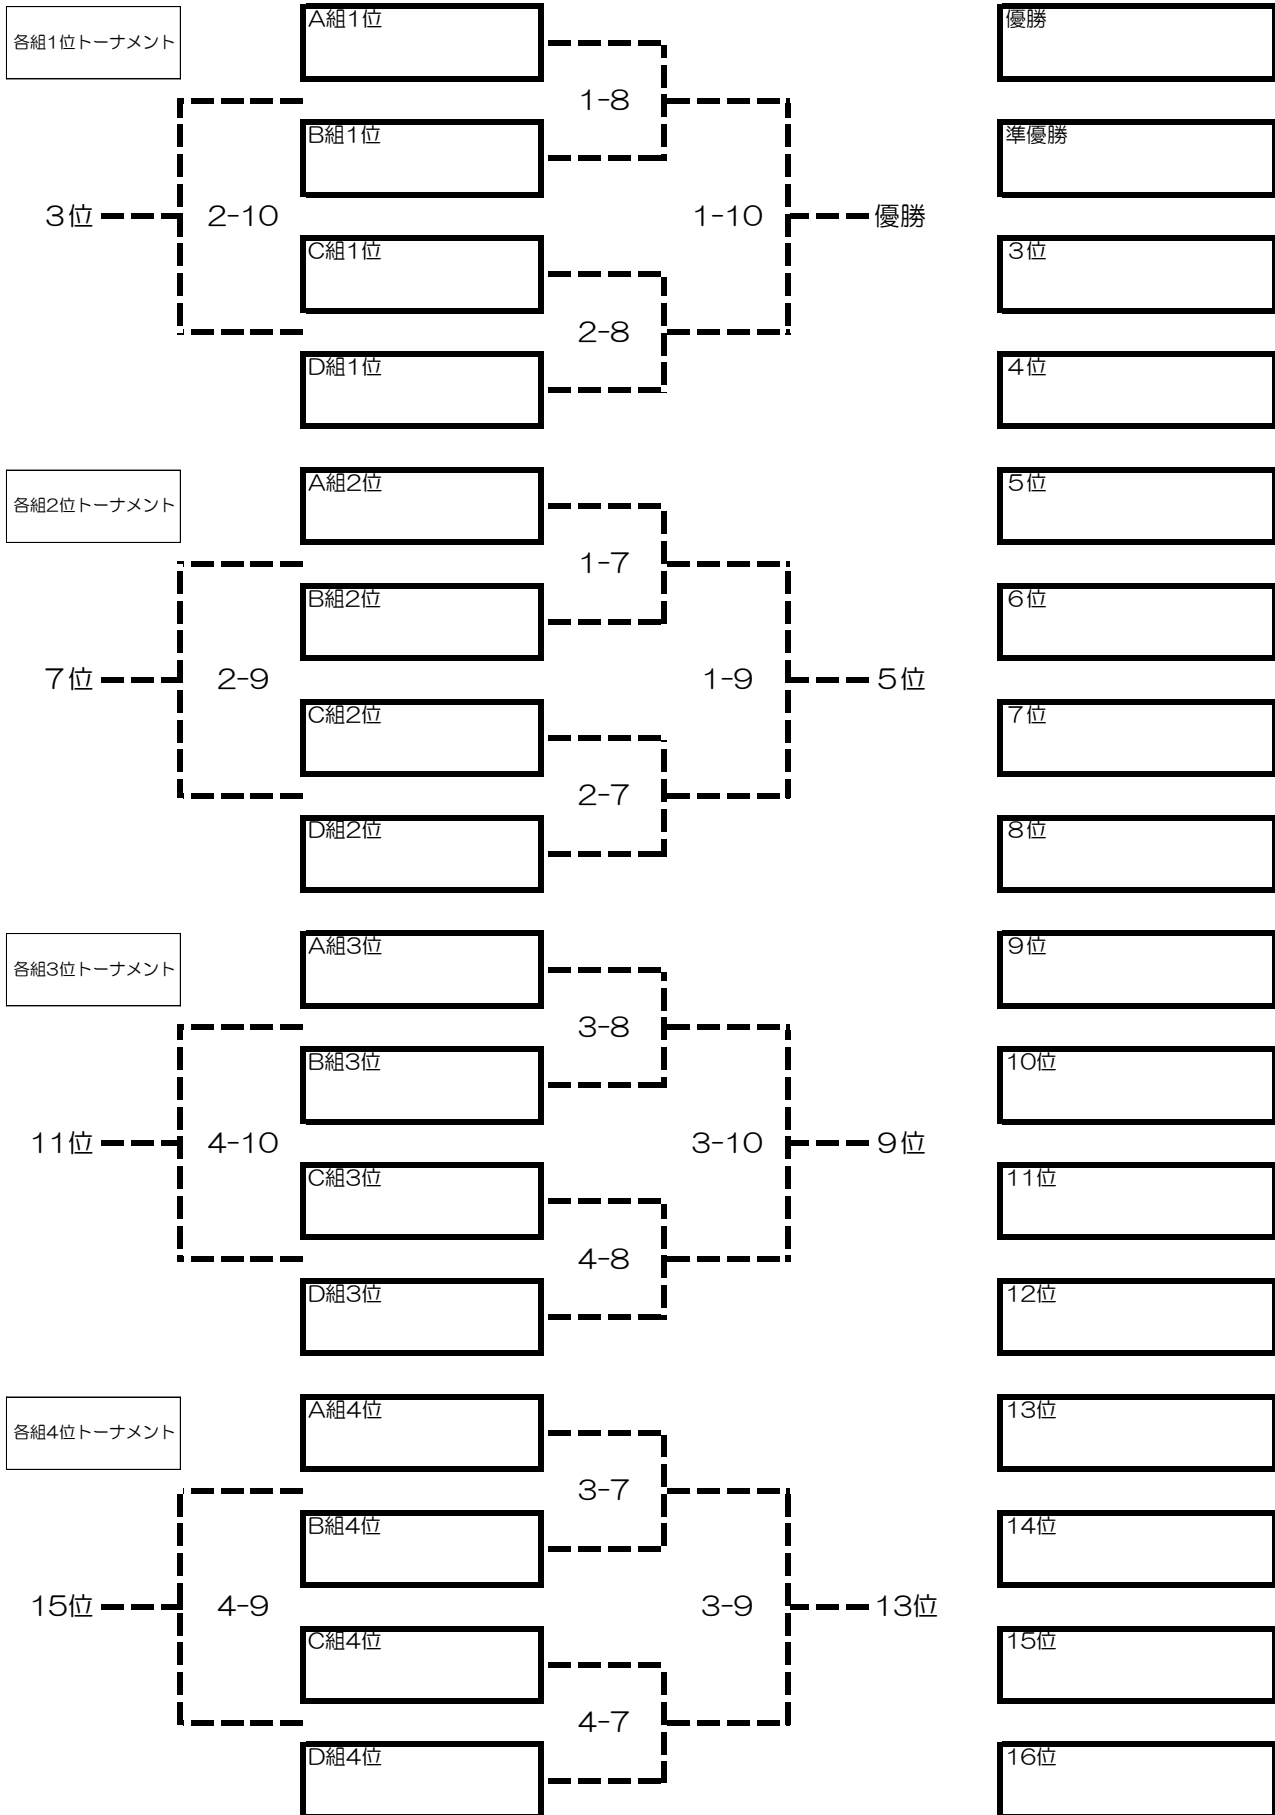 各組1位トーナメント
A組1位
優勝
1-8
B組1位
準優勝
3位
2-10
1-10
優勝
C組1位
3位
2-8
D組1位
4位
各組2位トーナメント
A組2位
5位
1-7
B組2位
6位
7位
2-9
1-9
5位
C組2位
7位
2-7
D組2位
8位
各組3位トーナメント
A組3位
9位
3-8
B組3位
10位
11位
4-10
3-10
9位
C組3位
11位
4-8
D組3位
12位
各組4位トーナメント
A組4位
13位
3-7
B組4位
14位
15位
4-9
3-9
13位
C組4位
15位
4-7
D組4位
16位